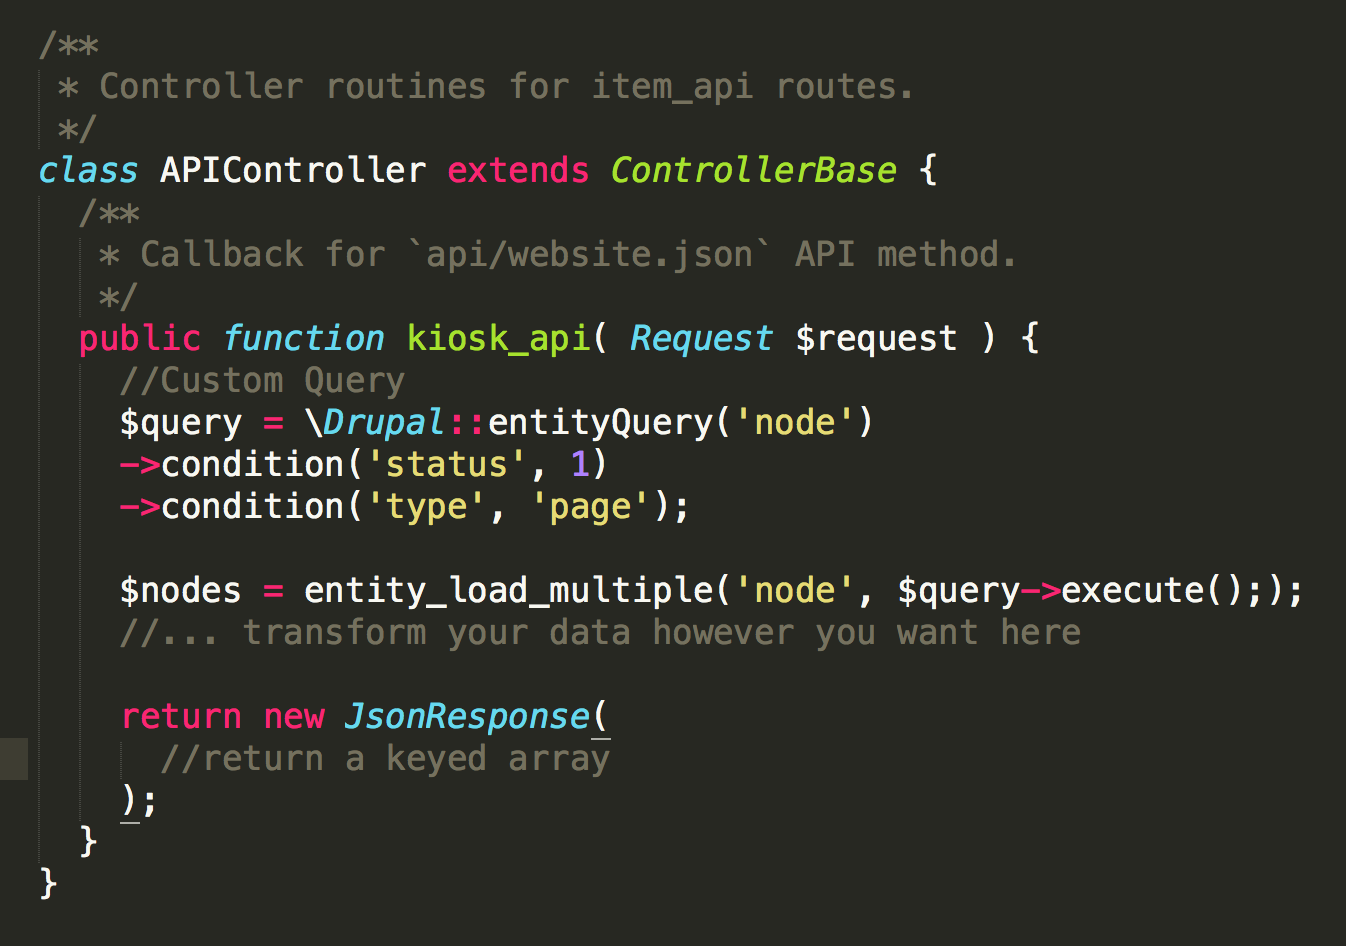 /**
 * Controller routines for item_api routes.
 */
class APIController extends ControllerBase {
  /**
   * Callback for `api/website.json` API method.
   */
  public function kiosk_api( Request $request ) {
    //Custom Query
    $query = \Drupal::entityQuery('node')
    ->condition('status', 1)
    ->condition('type', 'page');

    $nodes = entity_load_multiple('node', $query->execute(););
    //... transform your data however you want here

    return new JsonResponse(
      //return a keyed array
    );
  }
}